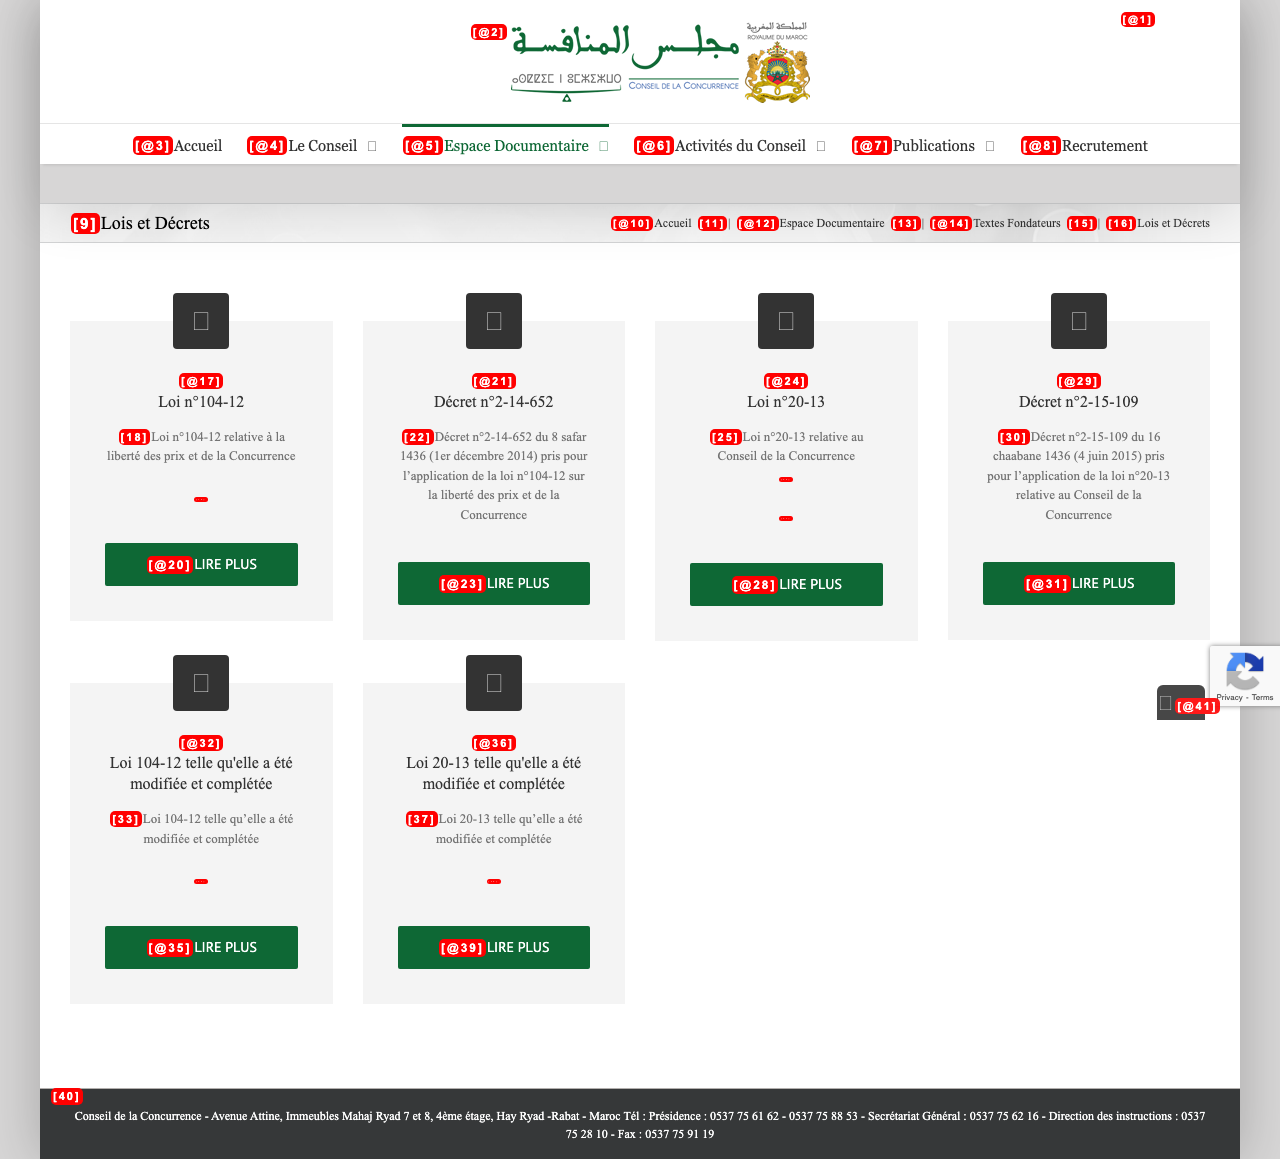 [@1]
[@2]
مجلس المنافسة
المملكة المغربية
ROYAUME DU MAROC
CONSEIL DE LA CONCURRENCE
[@3]Accueil [@4]Le Conseil [@5]Espace Documentaire [@6]Activités du Conseil [@7]Publications [@8]Recrutement
[9]Lois et Décrets
[@10]Accueil [11]| [@12]Espace Documentaire [13]| [@14]Textes Fondateurs [15]| [16]Lois et Décrets
[@17]
Loi n°104-12
[18]Loi n°104-12 relative à la
liberté des prix et de la Concurrence
[@20]LIRE PLUS
[@21]
Décret n°2-14-652
[22]Décret n°2-14-652 du 8 safar
1436 (1er décembre 2014) pris pour
l’application de la loi n°104-12 sur
la liberté des prix et de la
Concurrence
[@23]LIRE PLUS
[@24]
Loi n°20-13
[25]Loi n°20-13 relative au
Conseil de la Concurrence
[@28]LIRE PLUS
[@29]
Décret n°2-15-109
[30]Décret n°2-15-109 du 16
chaabane 1436 (4 juin 2015) pris
pour l’application de la loi n°20-13
relative au Conseil de la
Concurrence
[@31]LIRE PLUS
[@32]
Loi 104-12 telle qu'elle a été
modifiée et complétée
[33]Loi 104-12 telle qu’elle a été
modifiée et complétée
[@35]LIRE PLUS
[@36]
Loi 20-13 telle qu'elle a été
modifiée et complétée
[37]Loi 20-13 telle qu’elle a été
modifiée et complétée
[@39]LIRE PLUS
Privacy - Terms
[@41]
[40]
Conseil de la Concurrence - Avenue Attine, Immeubles Mahaj Ryad 7 et 8, 4ème étage, Hay Ryad -Rabat - Maroc Tél : Présidence : 0537 75 61 62 - 0537 75 88 53 - Secrétariat Général : 0537 75 62 16 - Direction des instructions : 0537
75 28 10 - Fax : 0537 75 91 19